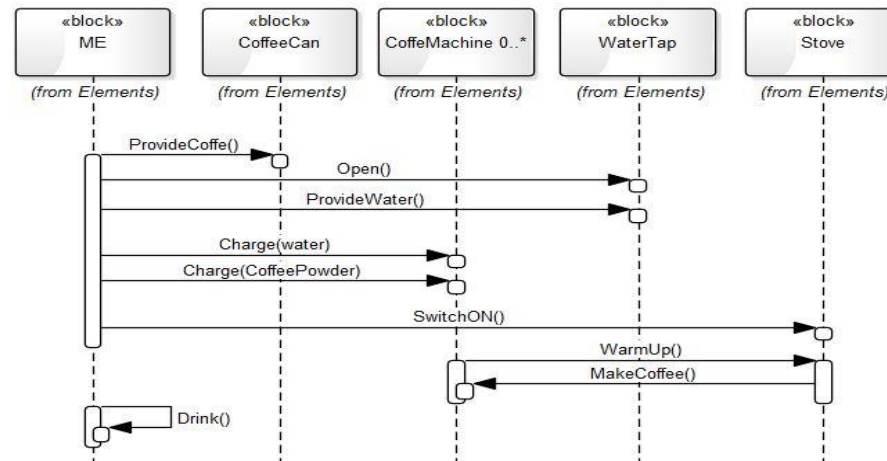 «block»
ME
(from Elements)
«block»
CoffeeCan
(from Elements)
«block»
CoffeMachine 0..*
(from Elements)
«block»
WaterTap
(from Elements)
«block»
Stove
(from Elements)
ProvideCoffe()
Open()
ProvideWater()
Charge(water)
Charge(CoffeePowder)
SwitchON()
WarmUp()
MakeCoffee()
Drink()